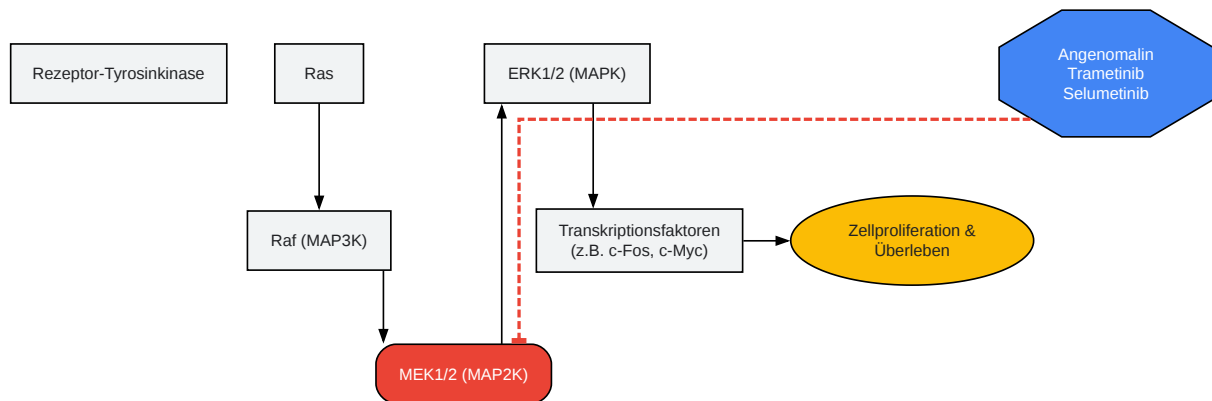 Rezeptor-Tyrosinkinase
Ras
ERK1/2 (MAPK)
Angenomalin
Trametinib
Selumetinib
Raf (MAP3K)
Transkriptionsfaktoren
(z.B. c-Fos, c-Myc)
Zellproliferation &
Überleben
MEK1/2 (MAP2K)